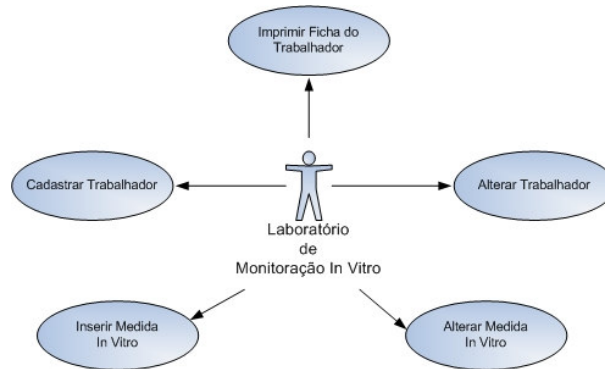 Imprimir Ficha do
Trabalhador
Cadastrar Trabalhador
Alterar Trabalhador
Laboratório
de
Monitoração In Vitro
Inserir Medida
In Vitro
Alterar Medida
In Vitro